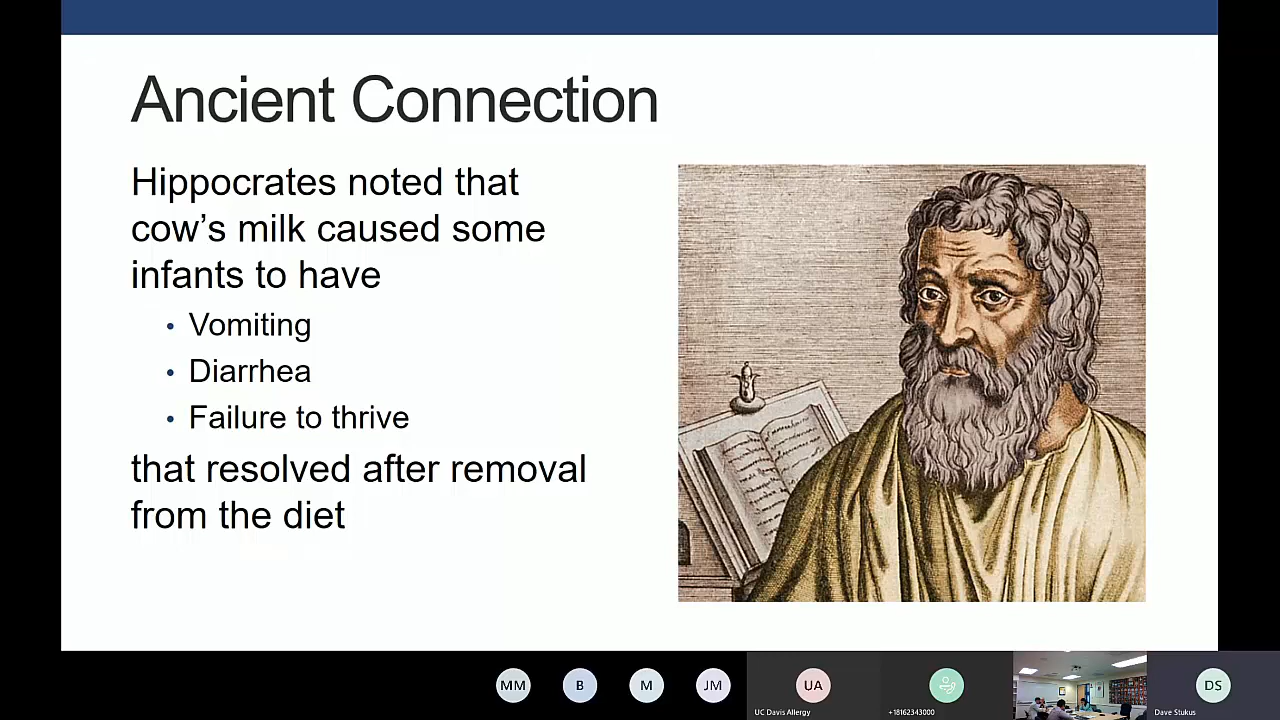 Ancient Connection
Hippocrates noted that
cow’s milk caused some
infants to have
• Vomiting
• Diarrhea
• Failure to thrive
that resolved after removal
from the diet
MM
B
M
JM
UA
DS
UC Davis Allergy
+18162343000
Dave Stukus